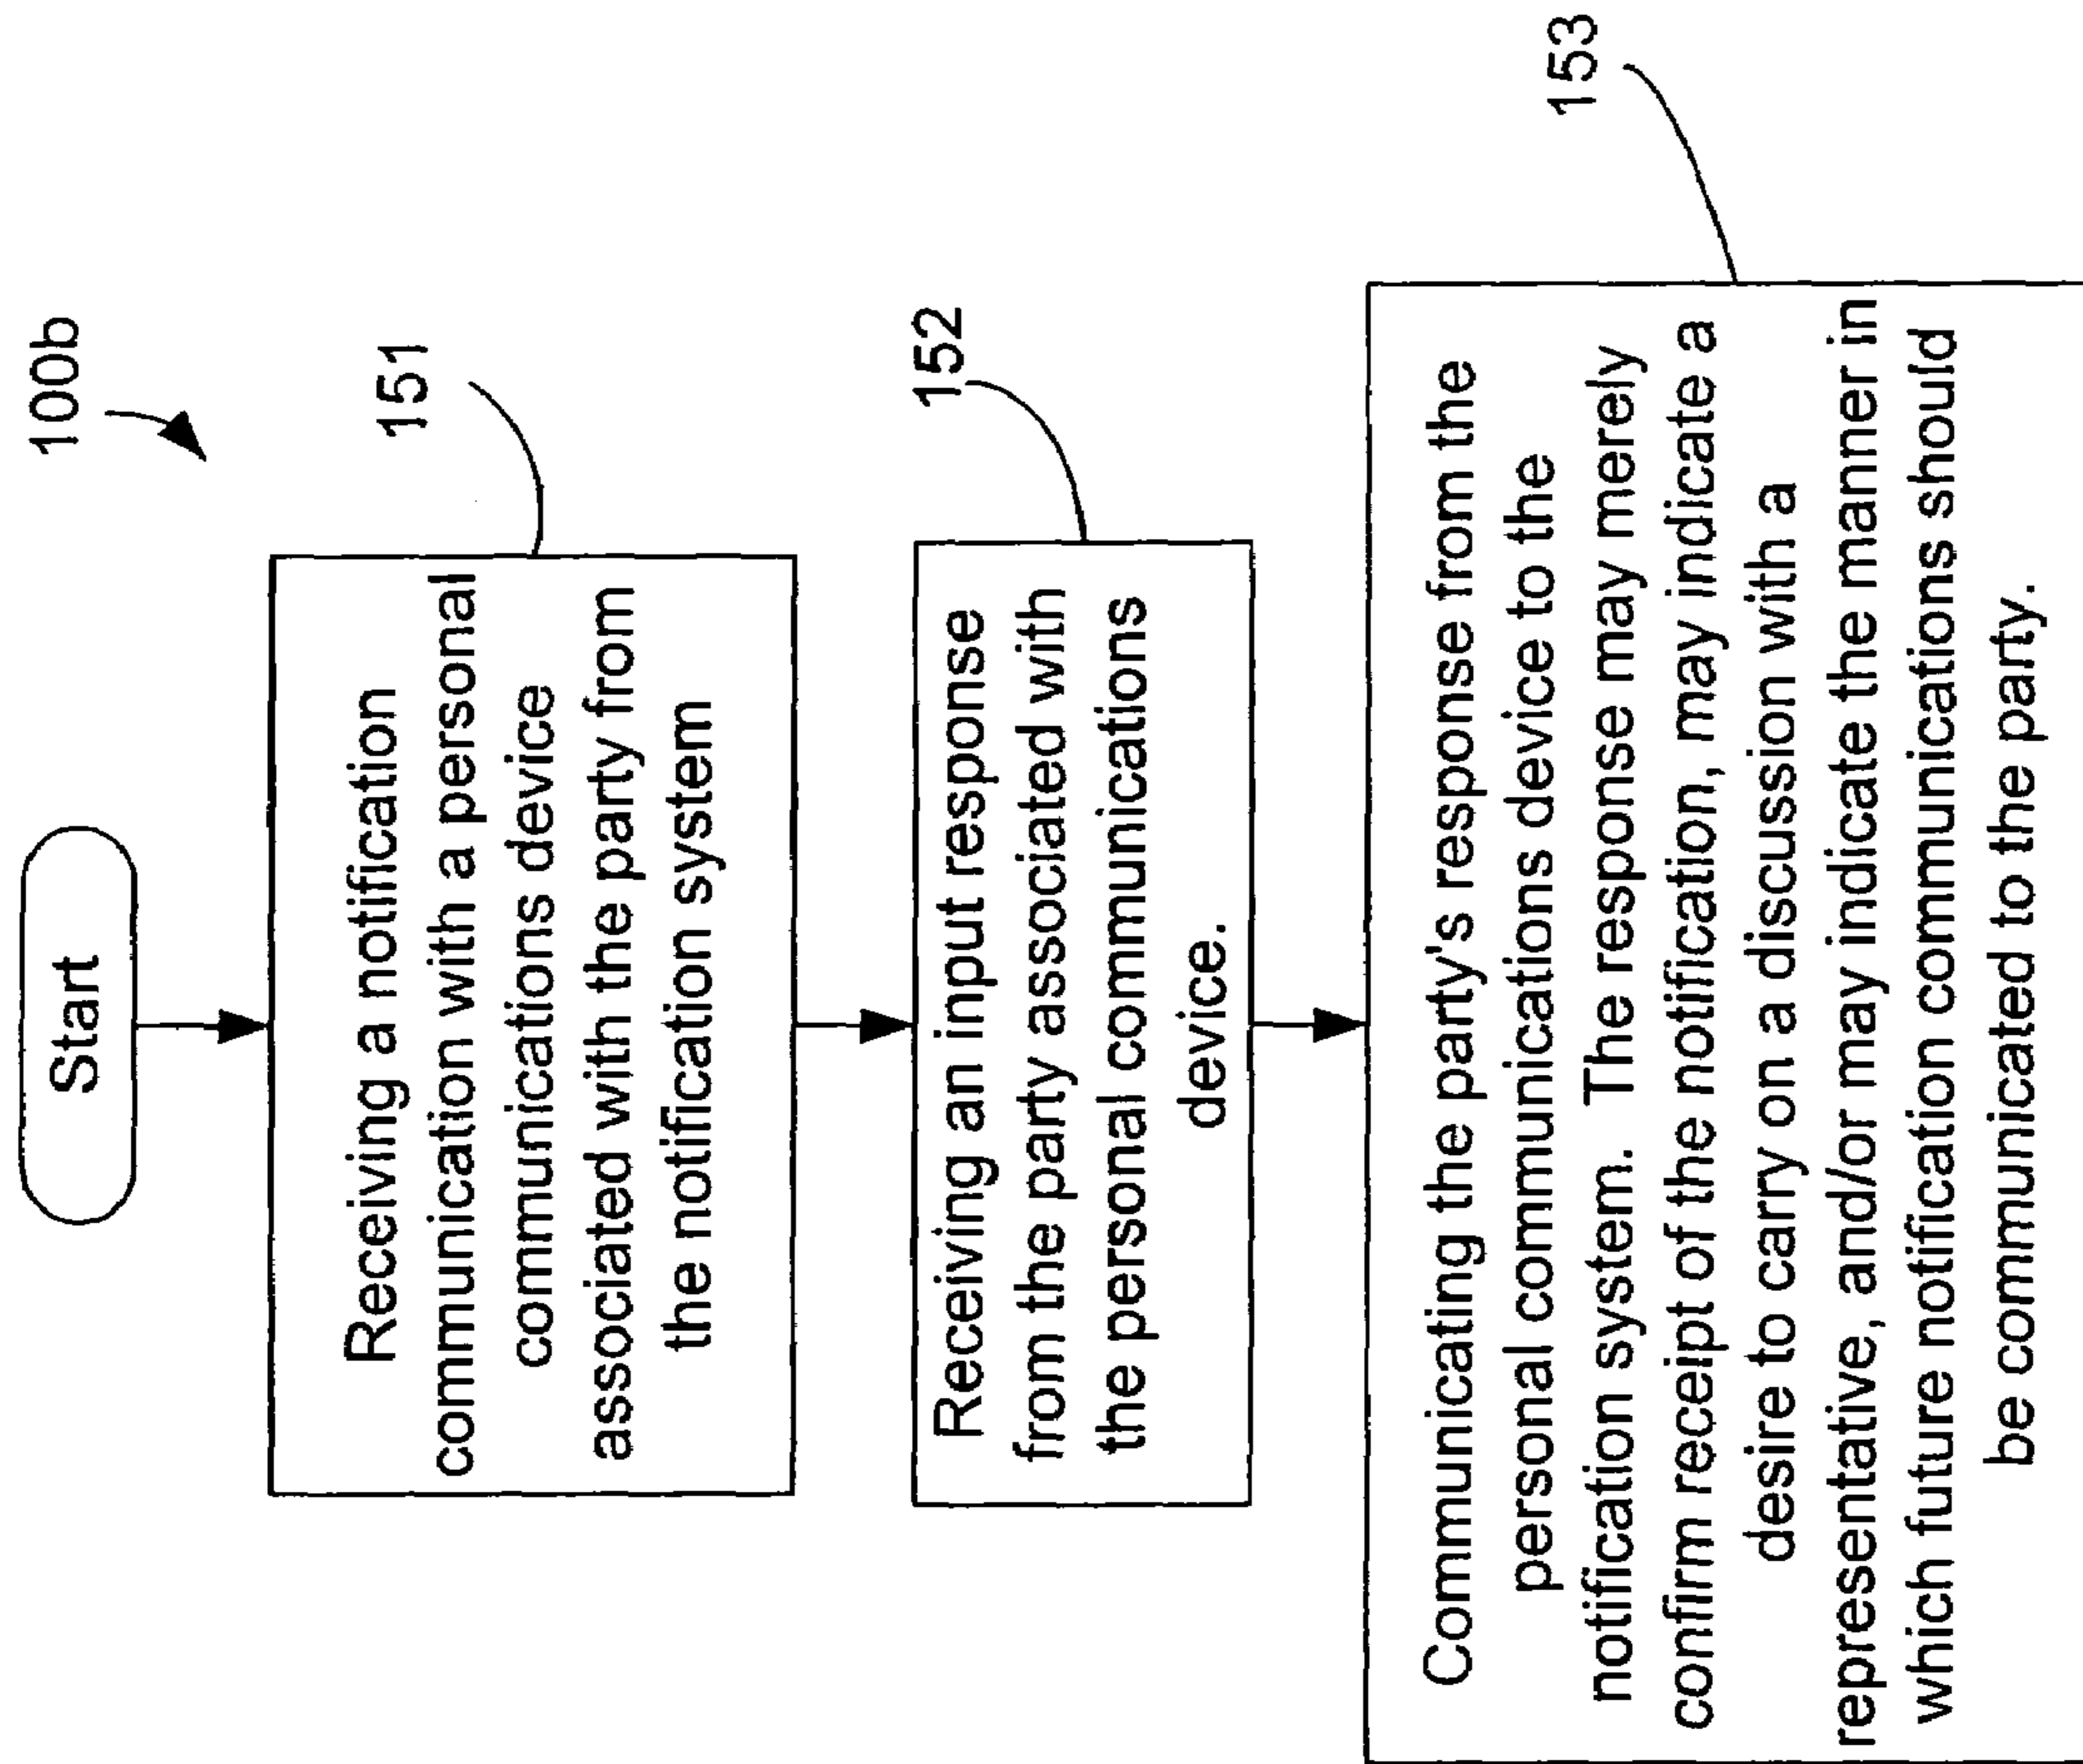 100b
Start
151
Receiving a notification
communication with a personal
communications device
associated with the party from
the notification system
152
Receiving an input response
from the party associated with
the personal communications
device.
153
Communicating the party's response from the
personal communications device to the
notification system. The response may merely
confirm receipt of the notification, may indicate a
desire to carry on a discussion with a
representative, and/or may indicate the manner in
which future notification communications should
be communicated to the party.